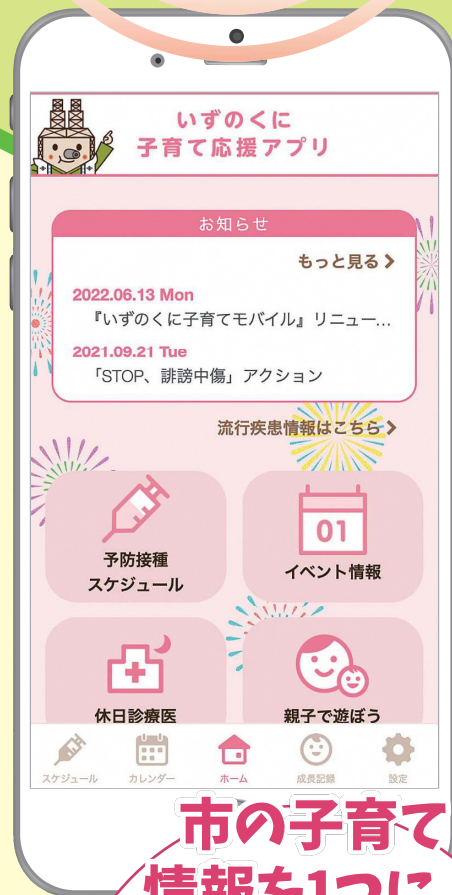 いずのくに
子育て応援アプリ
お知らせ
もっと見る
2022.06.13 Mon
『いずのくに子育てモバイル』リニュー...
2021.09.21 Tue
「STOP、誹謗中傷」アクション
流行疾患情報はこちら
01
予防接種
スケジュール
イベント情報
休日診療医
親子で遊ぼう
スケジュール
カレンダー
ホーム
成長記録
設定
市の子育て
情報を1つに